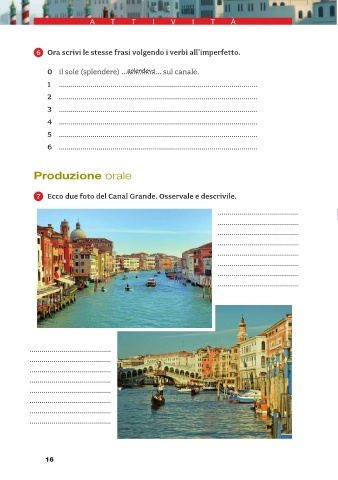 ATTIVITÀ
6 Ora scrivi le stesse frasi volgendo i verbi all'imperfetto.
0 Il sole (splendere) ...splendeva... sul canale.
1 ..........................................................................................
2 ..........................................................................................
3 ..........................................................................................
4 ..........................................................................................
5 ..........................................................................................
6 ..........................................................................................
Produzione orale
7 Ecco due foto del Canal Grande. Osservale e descrivile.
16